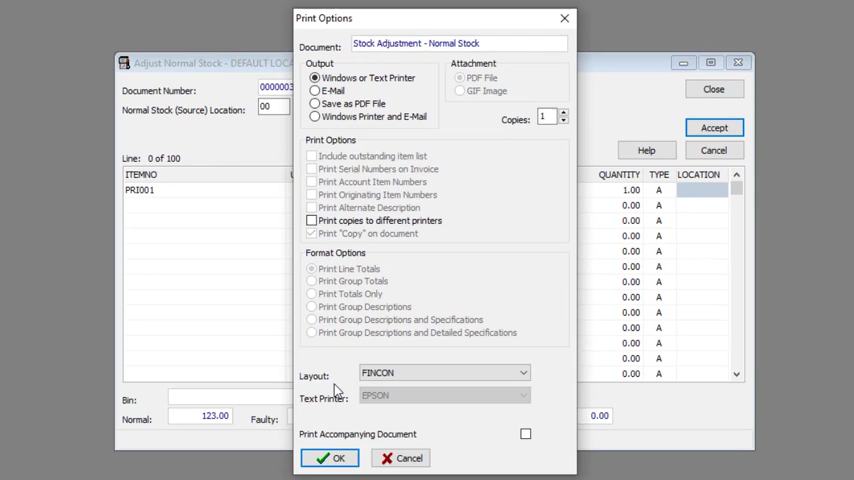 Print Options
Document: Stock Adjustment - Normal Stock
Output
Windows or Text Printer
E-Mail
Save as PDF File
Windows Printer and E-Mail
Attachment
PDF File
GIF Image
Copies: 1
Print Options
Include outstanding item list
Print Serial Numbers on Invoice
Print Account Item Numbers
Print Originating Item Numbers
Print Alternate Description
Print copies to different printers
Print "Copy" on document
Format Options
Print Line Totals
Print Group Totals
Print Totals Only
Print Group Descriptions
Print Group Descriptions and Specifications
Print Group Descriptions and Detailed Specifications
Layout: FINCON
Text Printer: EPSON
Print Accompanying Document
OK Cancel
Adjust Normal Stock - DEFAULT LOCA
Document Number: 0000003
Normal Stock (Source) Location: 00
Close
Accept
Help Cancel
Line: 0 of 100
ITEMNO U QUANTITY TYPE LOCATION
PRI001 1.00 A
0.00 A
0.00 A
0.00 A
0.00 A
0.00 A
0.00 A
0.00 A
0.00 A
0.00 A
0.00 A
0.00 A
0.00 A
Bin:
Normal: 123.00 Faulty: 0.00